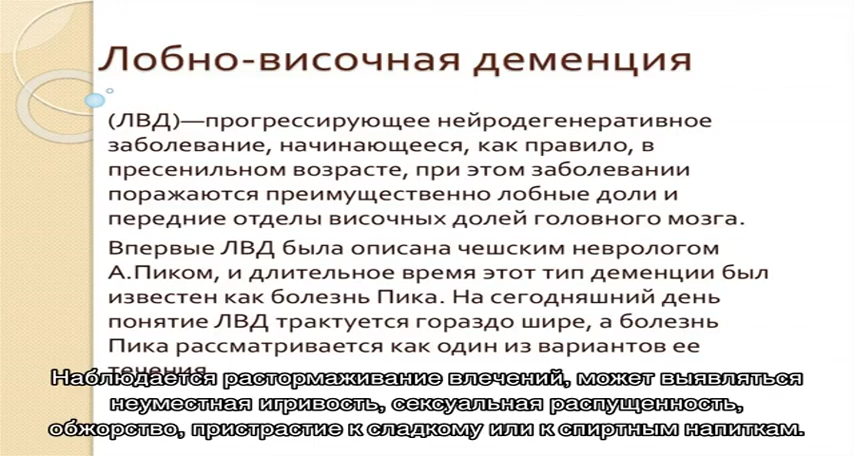 Лобно-височная деменция
(ЛВД)—прогрессирующее нейродегенеративное
заболевание, начинающееся, как правило, в
пресенильном возрасте, при этом заболевании
поражаются преимущественно лобные доли и
передние отделы височных долей головного мозга.
Впервые ЛВД была описана чешским неврологом
А.Пиком, и длительное время этот тип деменции был
известен как болезнь Пика. На сегодняшний день
понятие ЛВД трактуется гораздо шире, а болезнь
Пика рассматривается как один из вариантов ее
течения.
Наблюдается растормаживание влечений, может выявляться
неуместная игривость, сексуальная распущенность,
обжорство, пристрастие к сладкому или к спиртным напиткам.